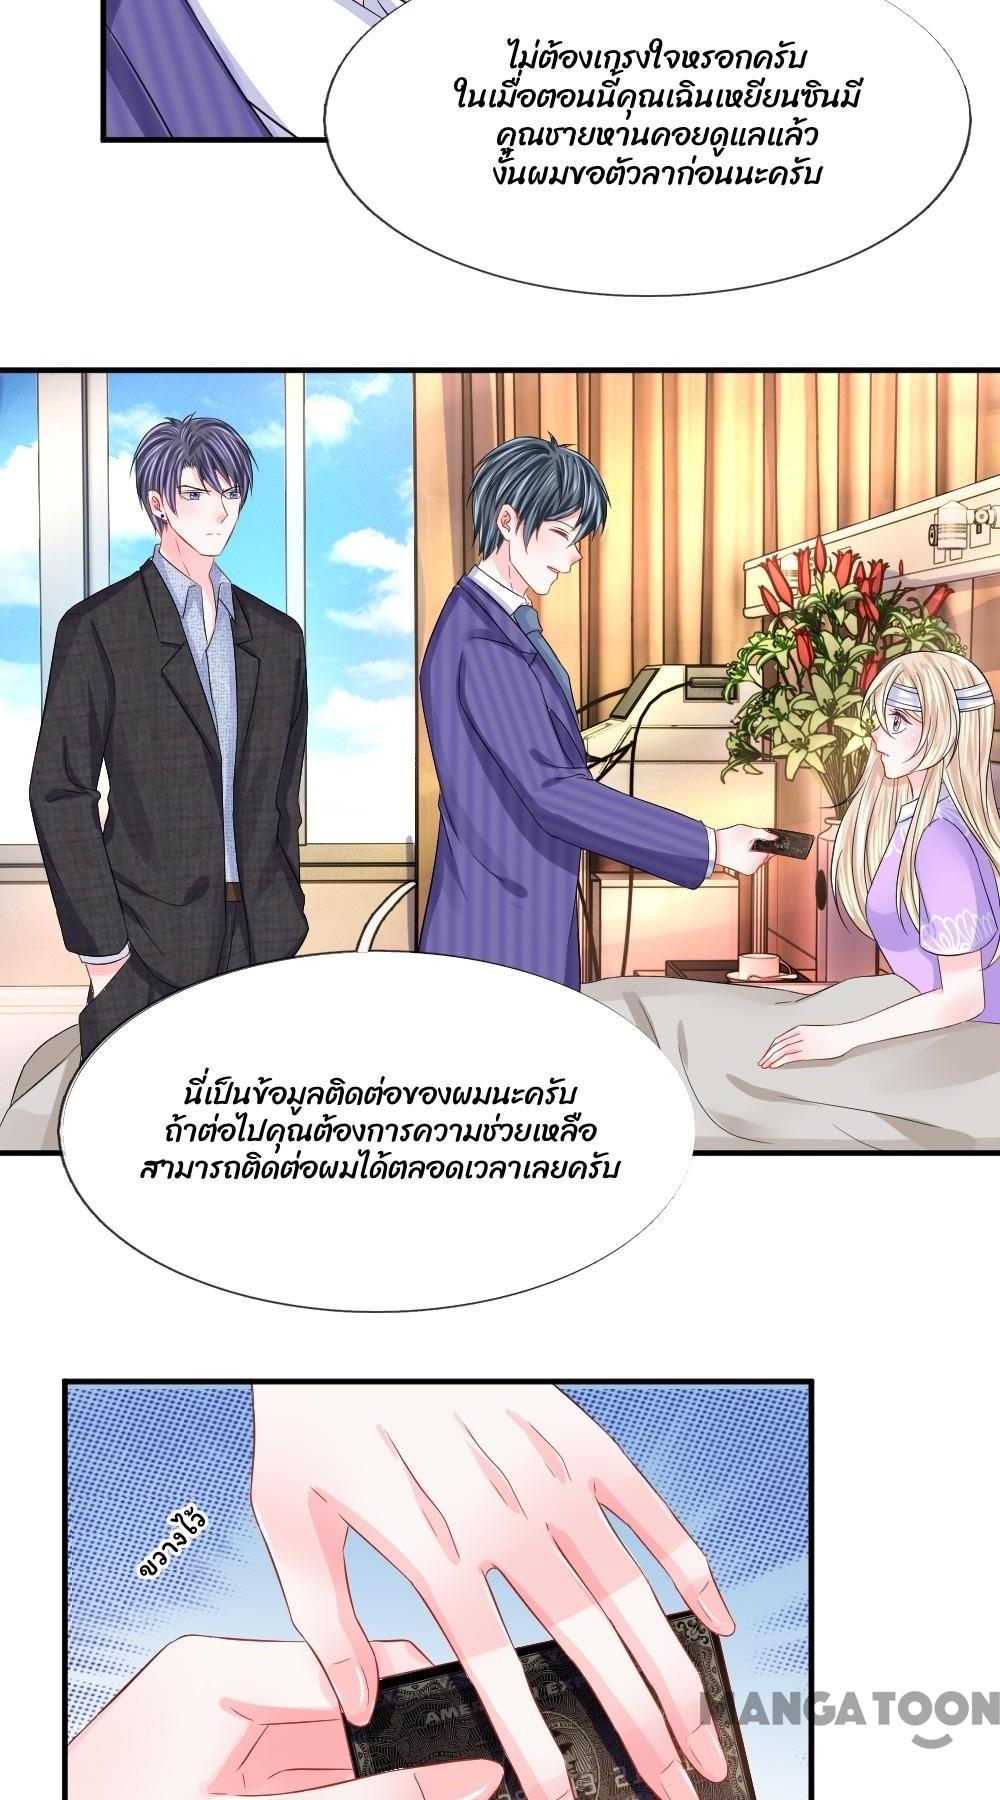 ไม่ต้องเกรงใจหรอกครับ
ในเมื่อตอนนี้คุณเฉินเหยียนซินมี
คุณชายหานคอยดูแลแล้ว
งั้นผมขอตัวลาก่อนนะครับ
นี่เป็นข้อมูลติดต่อของผมนะครับ
ถ้าต่อไปคุณต้องการความช่วยเหลือ
สามารถติดต่อผมได้ตลอดเวลาเลยครับ
ขวางไว้
MANGATOON